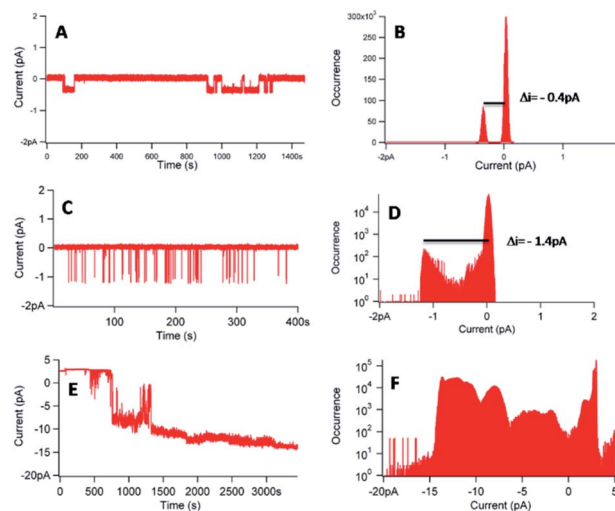 A
Current (pA)
2
1
0
-1
-2pA
0
200
400
600
800
1000
1200
1400s
Time (s)
B
Occurrence
300x10³
250
200
150
100
50
0
Δi= - 0.4pA
-2pA
-1
0
1
Current (pA)
C
Current (pA)
2
1
0
-1
-2pA
100
200
300
400s
Time (s)
D
Occurrence
10⁴
10³
10²
10¹
10⁰
Δi= - 1.4pA
-2pA
-1
0
1
2
Current (pA)
E
Current (pA)
5
0
-5
-10
-15
-20pA
0
500
1000
1500
2000
2500
3000s
Time (s)
F
Occurrence
10⁵
10⁴
10³
10²
10¹
10⁰
-20pA
-15
-10
-5
0
5
Current (pA)